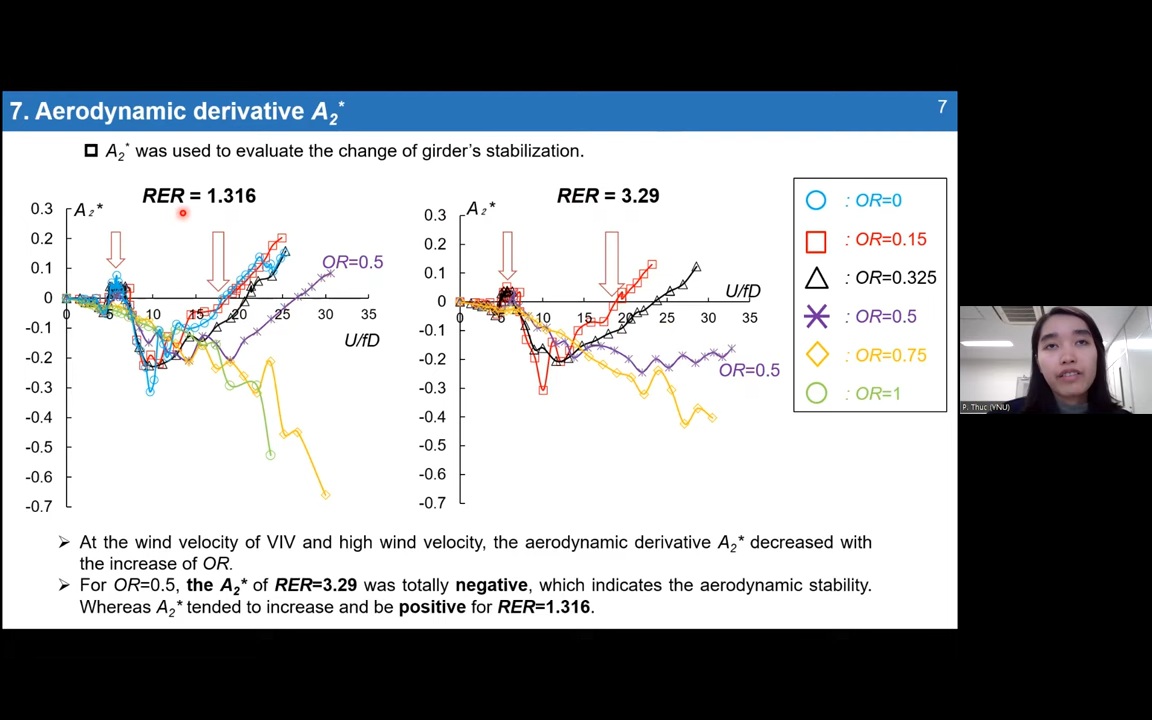 7. Aerodynamic derivative A2*
7
A2* was used to evaluate the change of girder's stabilization.
RER = 1.316
A2*
0.3
0.2
0.1
0
-0.1
-0.2
-0.3
-0.4
-0.5
-0.6
-0.7
0 5 10 15 20 25 30 35
U/fD
OR=0.5
RER = 3.29
A2*
0.3
0.2
0.1
0
-0.1
-0.2
-0.3
-0.4
-0.5
-0.6
-0.7
0 5 10 15 20 25 30 35
U/fD
OR=0.5
: OR=0
: OR=0.15
: OR=0.325
: OR=0.5
: OR=0.75
: OR=1
P. Thuc (VNU)
At the wind velocity of VIV and high wind velocity, the aerodynamic derivative A2* decreased with
the increase of OR.
For OR=0.5, the A2* of RER=3.29 was totally negative, which indicates the aerodynamic stability.
Whereas A2* tended to increase and be positive for RER=1.316.